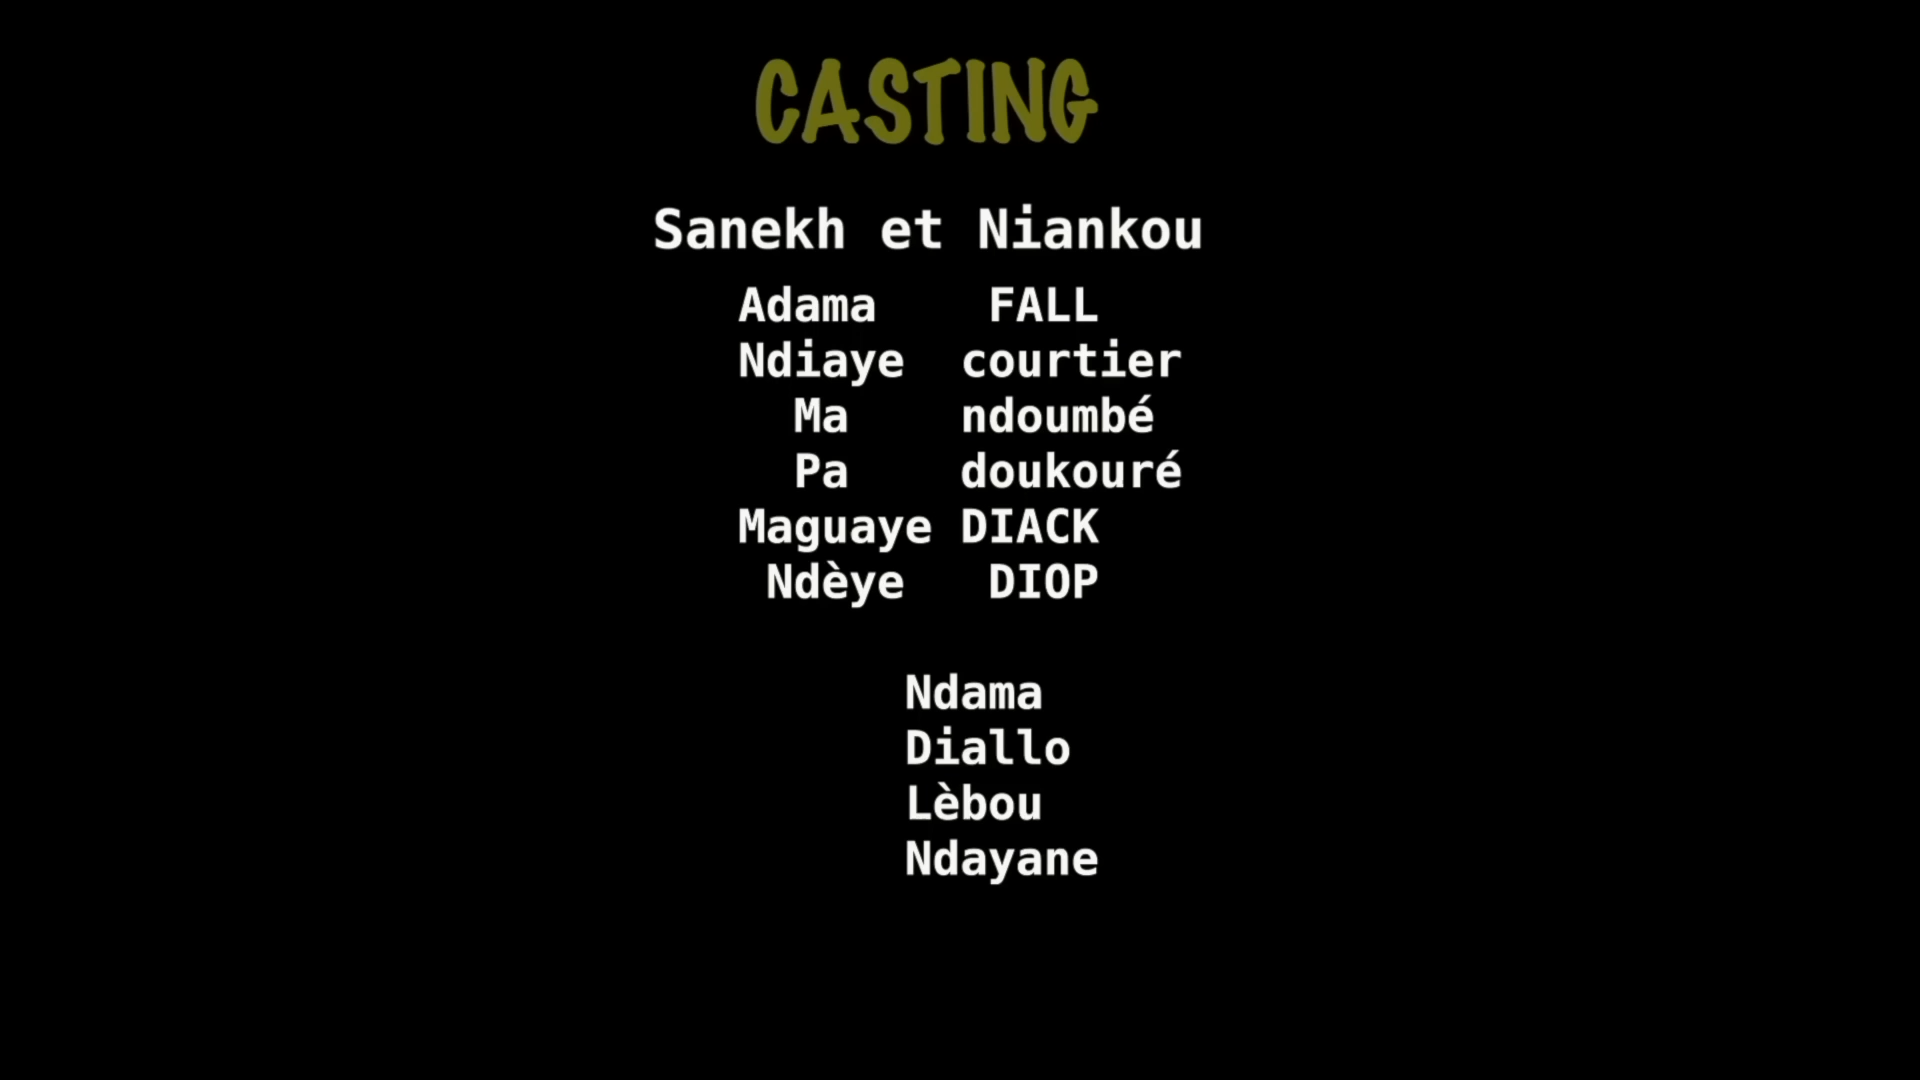 CASTING
Sanekh et Niankou
Adama FALL
Ndiaye courtier
Ma ndoumbé
Pa doukouré
Maguaye DIACK
Ndèye DIOP
Ndama
Diallo
Lèbou
Ndayane